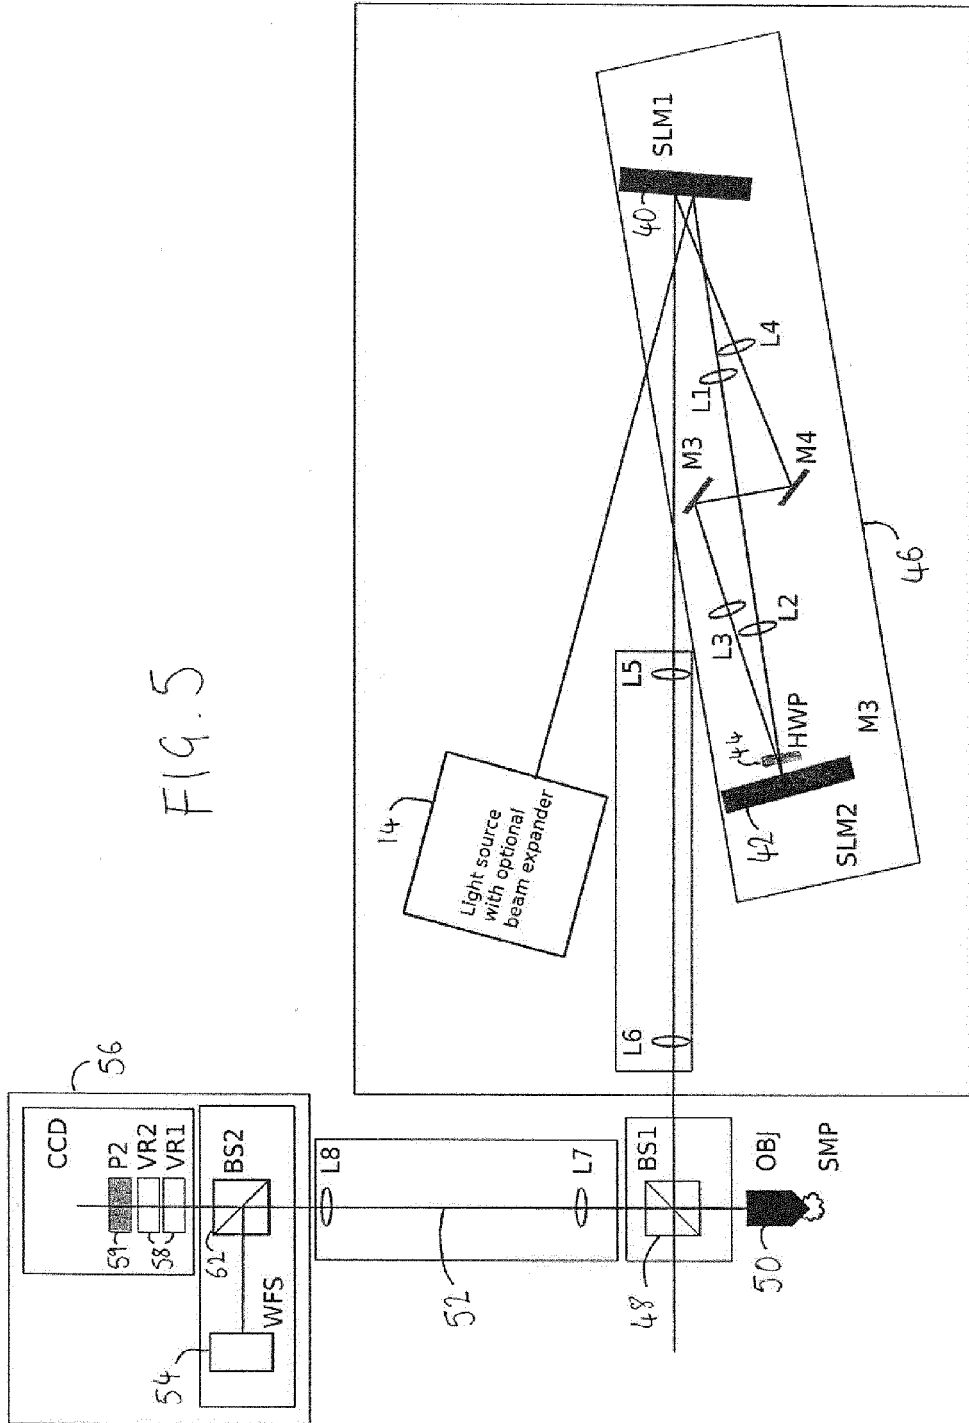 FIG. 5
56
CCD
P2
VR2
VR1
59
58
BS2
62
WFS
54
L8
L7
52
BS1
48
OBJ
SMP
50
14
Light source
with optional
beam expander
L5
L6
SLM1
40
L4
L1
M3
M4
L3
L2
44
HWP
42
SLM2
M3
46